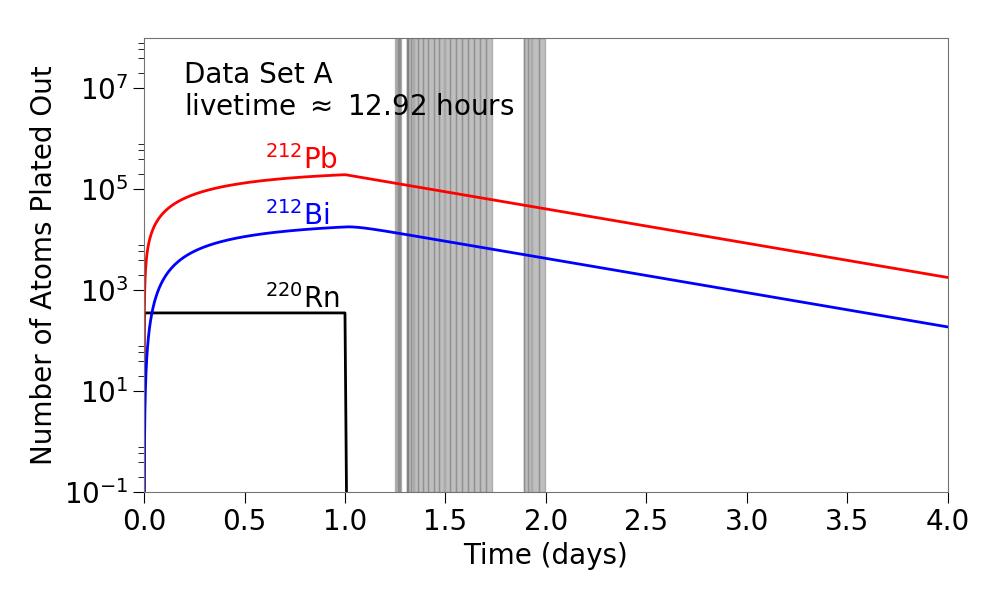 Data Set A
livetime ≈ 12.92 hours
²¹²Pb
²¹²Bi
²²⁰Rn
Number of Atoms Plated Out
10⁷
10⁵
10³
10¹
10⁻¹
0.0 0.5 1.0 1.5 2.0 2.5 3.0 3.5 4.0
Time (days)